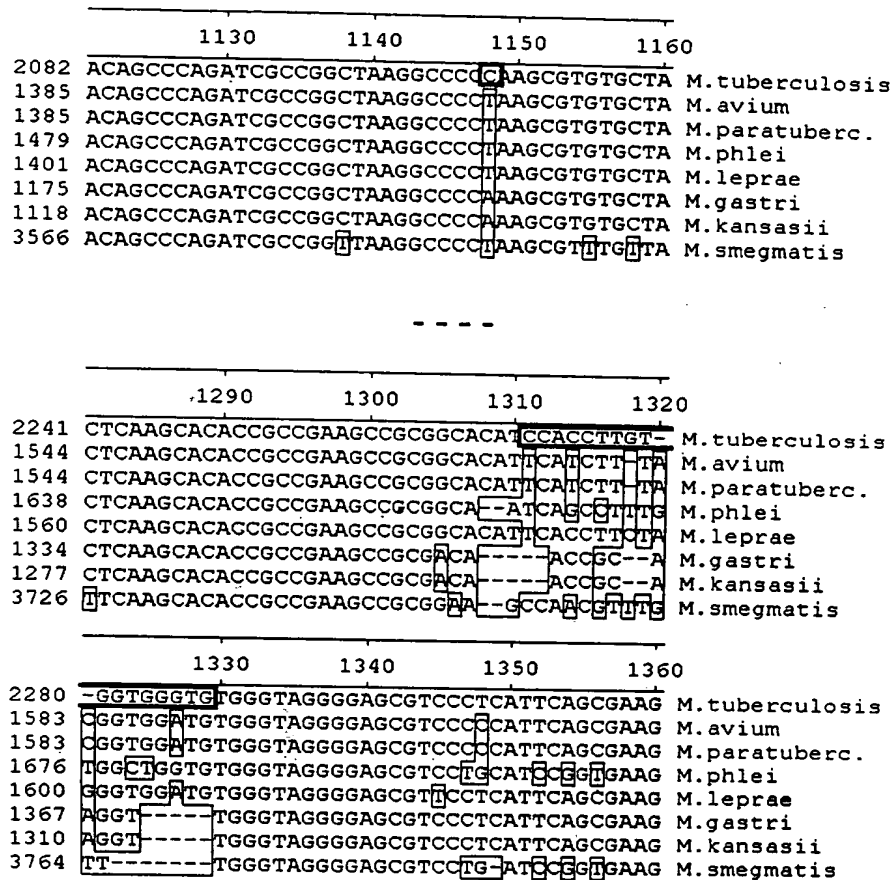 1130 1140 1150 1160
2082 ACAGCCCAGATCGCCGGCTAAGGCCCCCAAGCGTGTGCTA M.tuberculosis
1385 ACAGCCCAGATCGCCGGCTAAGGCCCCTAAGCGTGTGCTA M.avium
1385 ACAGCCCAGATCGCCGGCTAAGGCCCCTAAGCGTGTGCTA M.paratuberc.
1479 ACAGCCCAGATCGCCGGCTAAGGCCCCTAAGCGTGTGCTA M.phlei
1401 ACAGCCCAGATCGCCGGCTAAGGCCCCTAAGCGTGTGCTA M.leprae
1175 ACAGCCCAGATCGCCGGCTAAGGCCCCAAAGCGTGTGCTA M.gastri
1118 ACAGCCCAGATCGCCGGCTAAGGCCCCAAAGCGTGTGCTA M.kansasii
3566 ACAGCCCAGATCGCCGGTTAAGGCCCCTAAGCGTTTGTTA M.smegmatis
- - - -
1290 1300 1310 1320
2241 CTCAAGCACACCGCCGAAGCCGCGGCACATCCACCTTGT- M.tuberculosis
1544 CTCAAGCACACCGCCGAAGCCGCGGCACATTCATCTT-TA M.avium
1544 CTCAAGCACACCGCCGAAGCCGCGGCACATTCATCTT-TA M.paratuberc.
1638 CTCAAGCACACCGCCGAAGCCGCGGCA--ATCAGCCTTTG M.phlei
1560 CTCAAGCACACCGCCGAAGCCGCGGCACATTCACCTTCTA M.leprae
1334 CTCAAGCACACCGCCGAAGCCGCGACA-----ACCGC--A M.gastri
1277 CTCAAGCACACCGCCGAAGCCGCGACA-----ACCGC--A M.kansasii
3726 TTCAAGCACACCGCCGAAGCCGCGGAA--GCCAACGTTTG M.smegmatis
1330 1340 1350 1360
2280 -GGTGGGTGTGGGTAGGGGAGCGTCCCTCATTCAGCGAAG M.tuberculosis
1583 CGGTGGATGTGGGTAGGGGAGCGTCCCCCATTCAGCGAAG M.avium
1583 CGGTGGATGTGGGTAGGGGAGCGTCCCCCATTCAGCGAAG M.paratuberc.
1676 TGGCTGGTGTGGGTAGGGGAGCGTCCTGCATCCGGTGAAG M.phlei
1600 GGGTGGATGTGGGTAGGGGAGCGTTCCTCATTCAGCGAAG M.leprae
1367 AGGT-----TGGGTAGGGGAGCGTCCCTCATTCAGCGAAG M.gastri
1310 AGGT-----TGGGTAGGGGAGCGTCCCTCATTCAGCGAAG M.kansasii
3764 TT-------TGGGTAGGGGAGCGTCCTG-ATCCGGTGAAG M.smegmatis